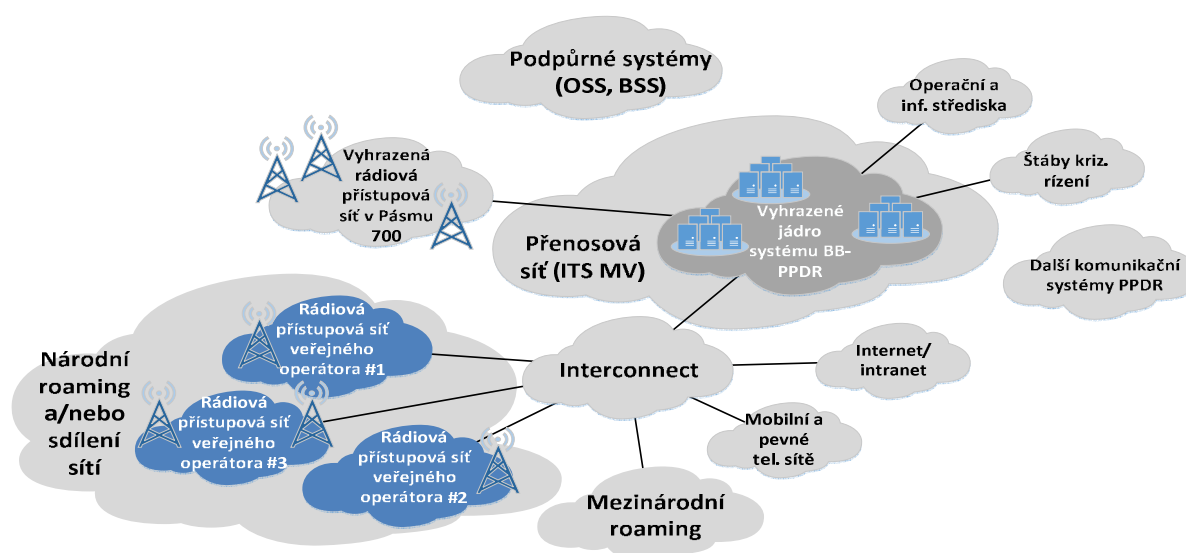 Podpůrné systémy
(OSS, BSS)
Operační a
inf. střediska
Vyhrazená
rádiová
přístupová
síť v Pásmu
700
Štáby kriz.
rízení
Vyhrazené
jádro
systému BB-
PPDR
Přenosová
síť (ITS MV)
Další komunikační
systémy PPDR
Rádiová
přístupová síť
veřejného
operátora #1
Národní
roaming
a/nebo
sdílení
sítí
Interconnect
Internet/
intranet
Rádiová
přístupová síť
veřejného
operátora #3
Rádiová
přístupová síť
veřejného
operátora #2
Mobilní a
pevné
tel. sítě
Mezinárodní
roaming